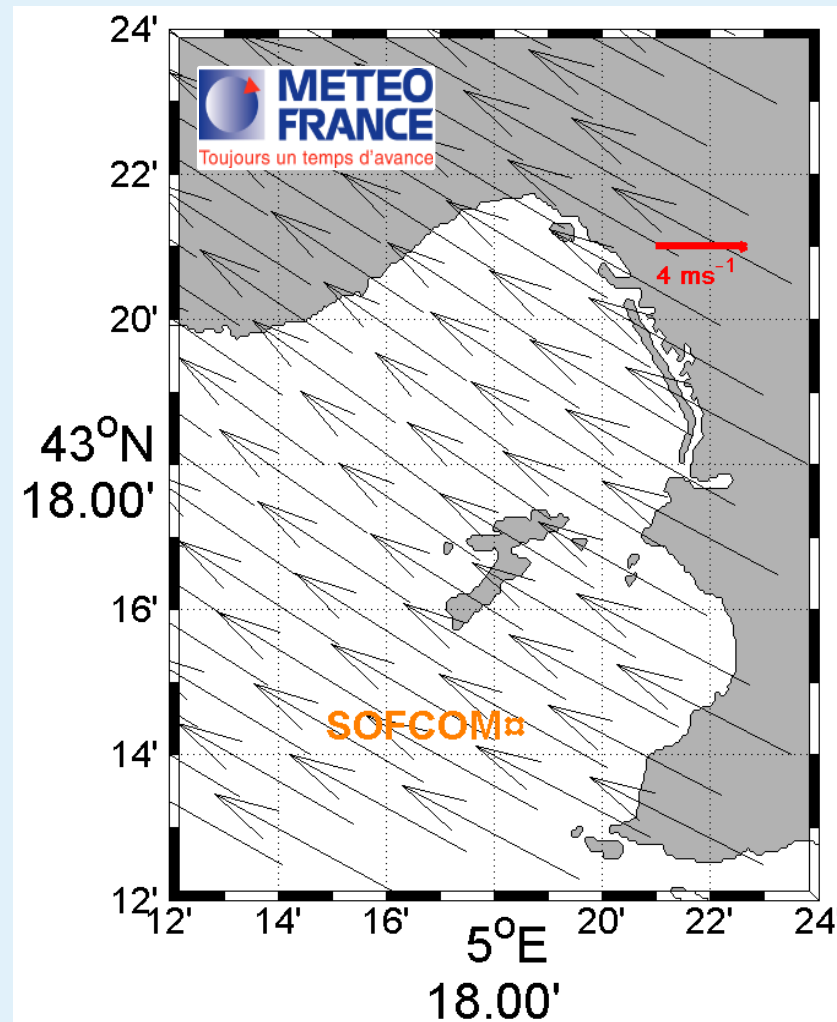 24'
METEO
FRANCE
Toujours un temps d'avance
22'
4 ms⁻¹
20'
43°N
18.00'
16'
SOFCOM¤
14'
12'
12' 14' 16' 20' 22' 24
5°E
18.00'